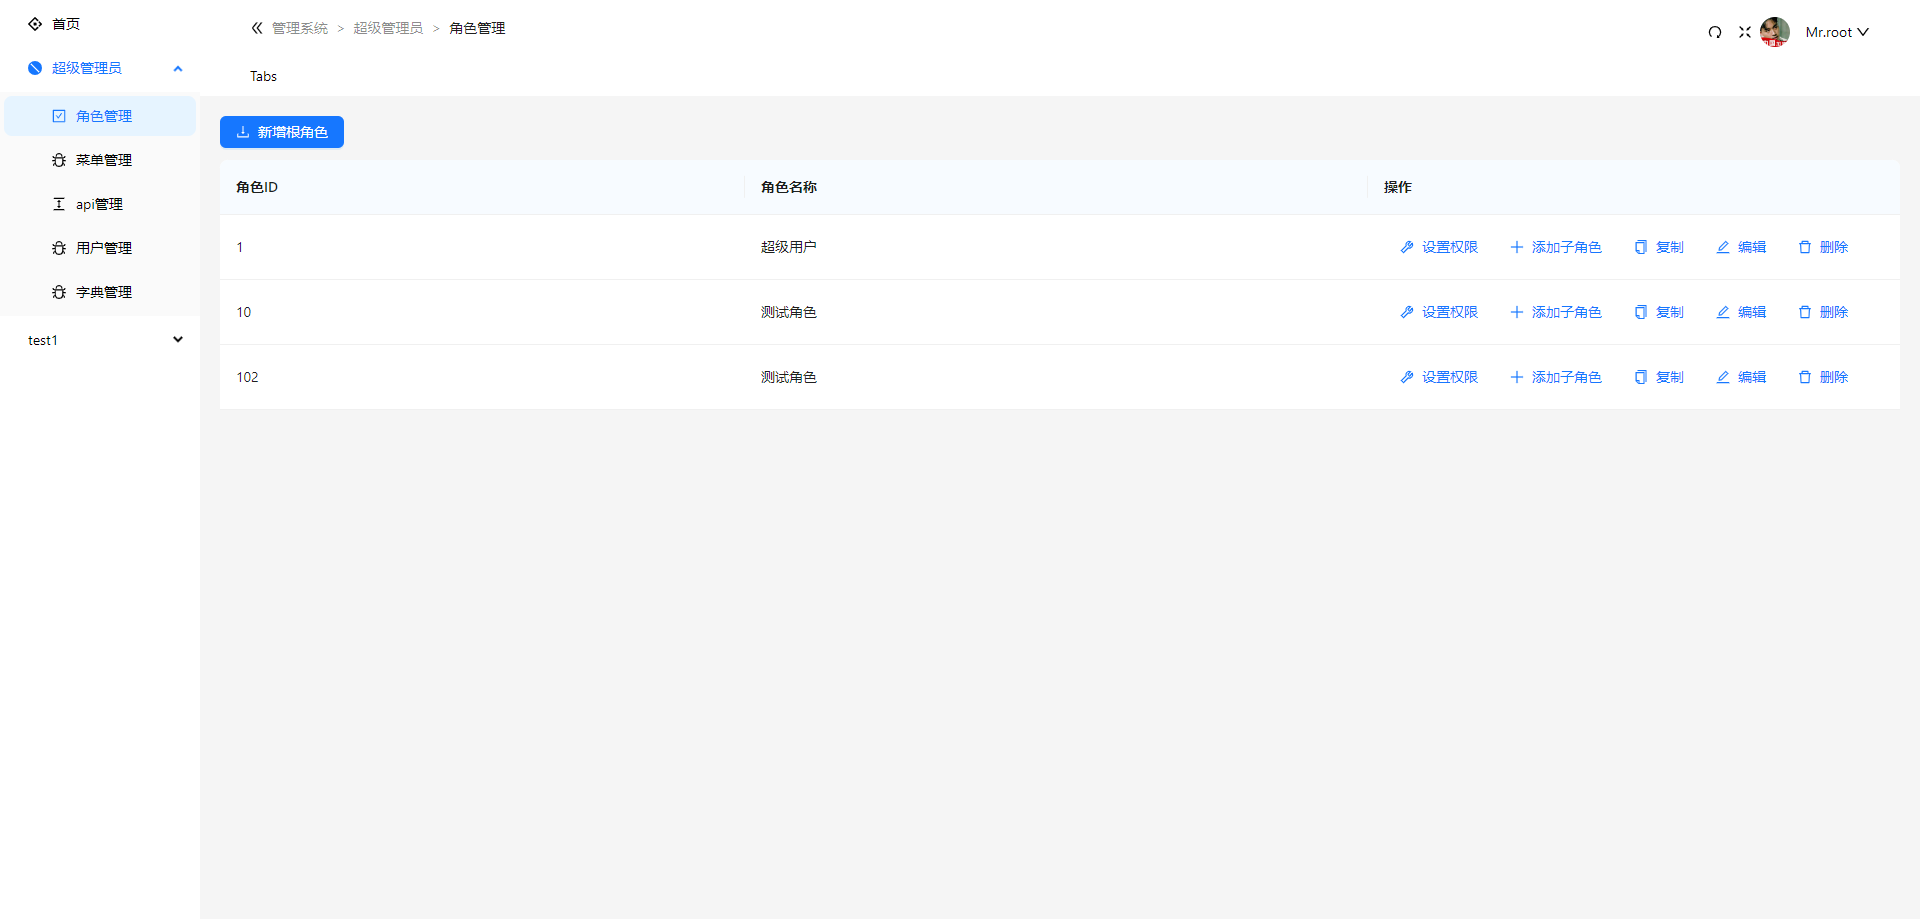 首页
超级管理员
角色管理
菜单管理
api管理
用户管理
字典管理
test1
管理系统 > 超级管理员 > 角色管理
Mr.root
Tabs
新增根角色
角色ID 角色名称 操作
1 超级用户 设置权限 添加子角色 复制 编辑 删除
10 测试角色 设置权限 添加子角色 复制 编辑 删除
102 测试角色 设置权限 添加子角色 复制 编辑 删除